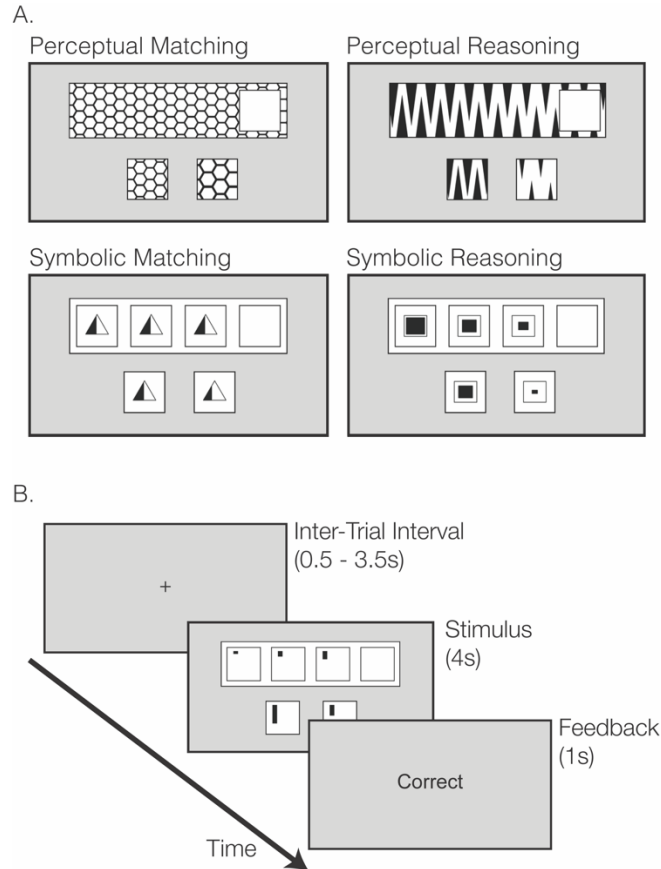 A.
Perceptual Matching
Perceptual Reasoning
Symbolic Matching
Symbolic Reasoning
B.
+
Inter-Trial Interval
(0.5 - 3.5s)
Stimulus
(4s)
Feedback
(1s)
Correct
Time